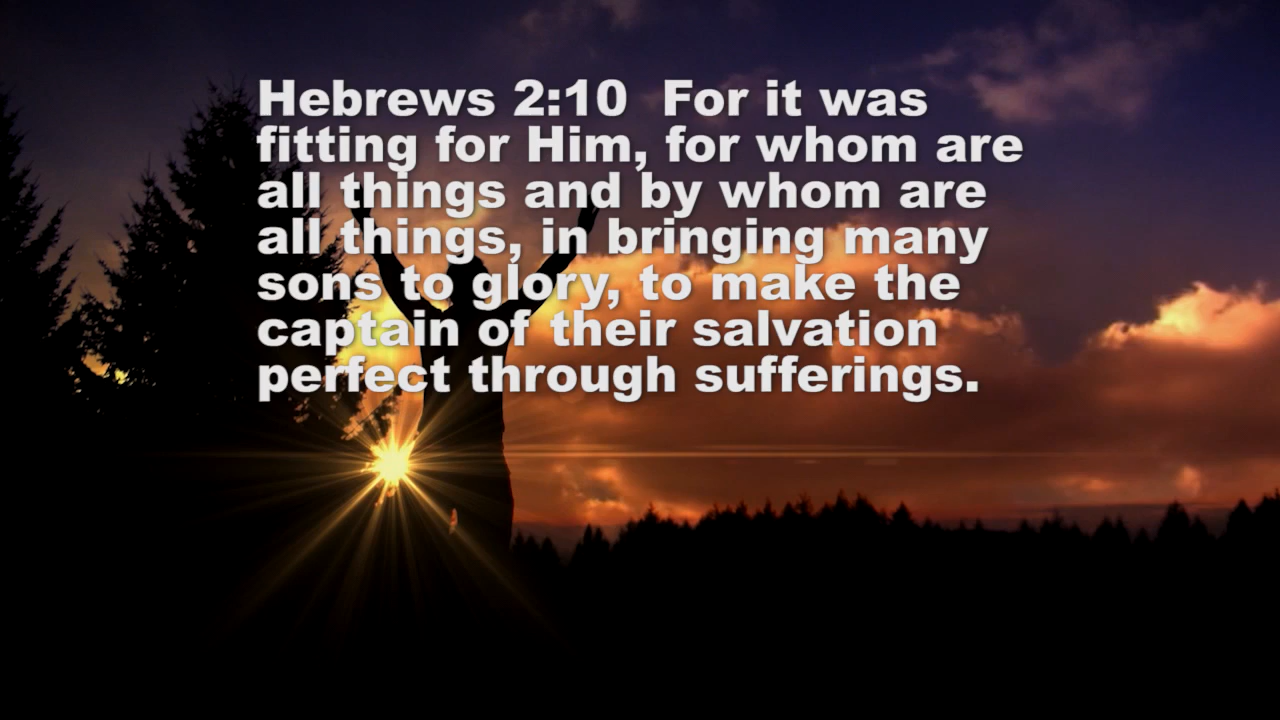 Hebrews 2:10  For it was
fitting for Him, for whom are
all things and by whom are
all things, in bringing many
sons to glory, to make the
captain of their salvation
perfect through sufferings.